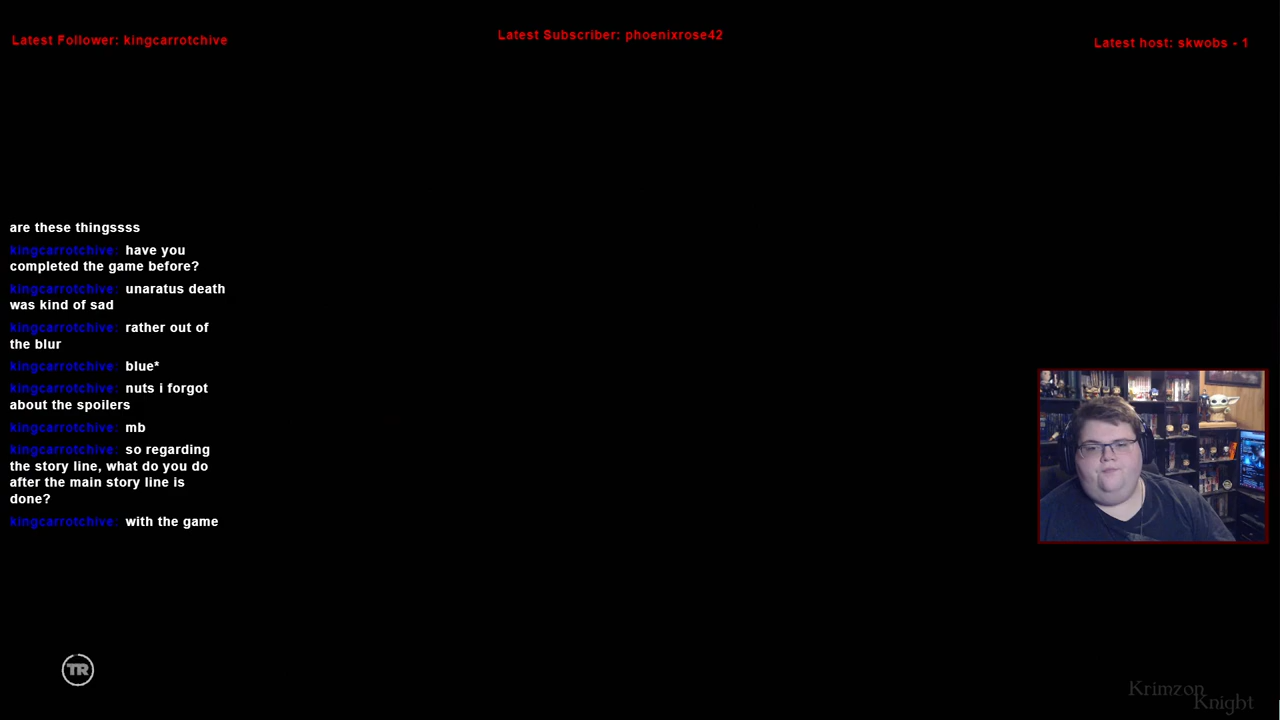 Latest Follower: kingcarrotchive
Latest Subscriber: phoenixrose42
Latest host: skwobs - 1
are these thingssss
kingcarrotchive: have you
completed the game before?
kingcarrotchive: unaratus death
was kind of sad
kingcarrotchive: rather out of
the blur
kingcarrotchive: blue*
kingcarrotchive: nuts i forgot
about the spoilers
kingcarrotchive: mb
kingcarrotchive: so regarding
the story line, what do you do
after the main story line is
done?
kingcarrotchive: with the game
TR
Krimzon
Knight